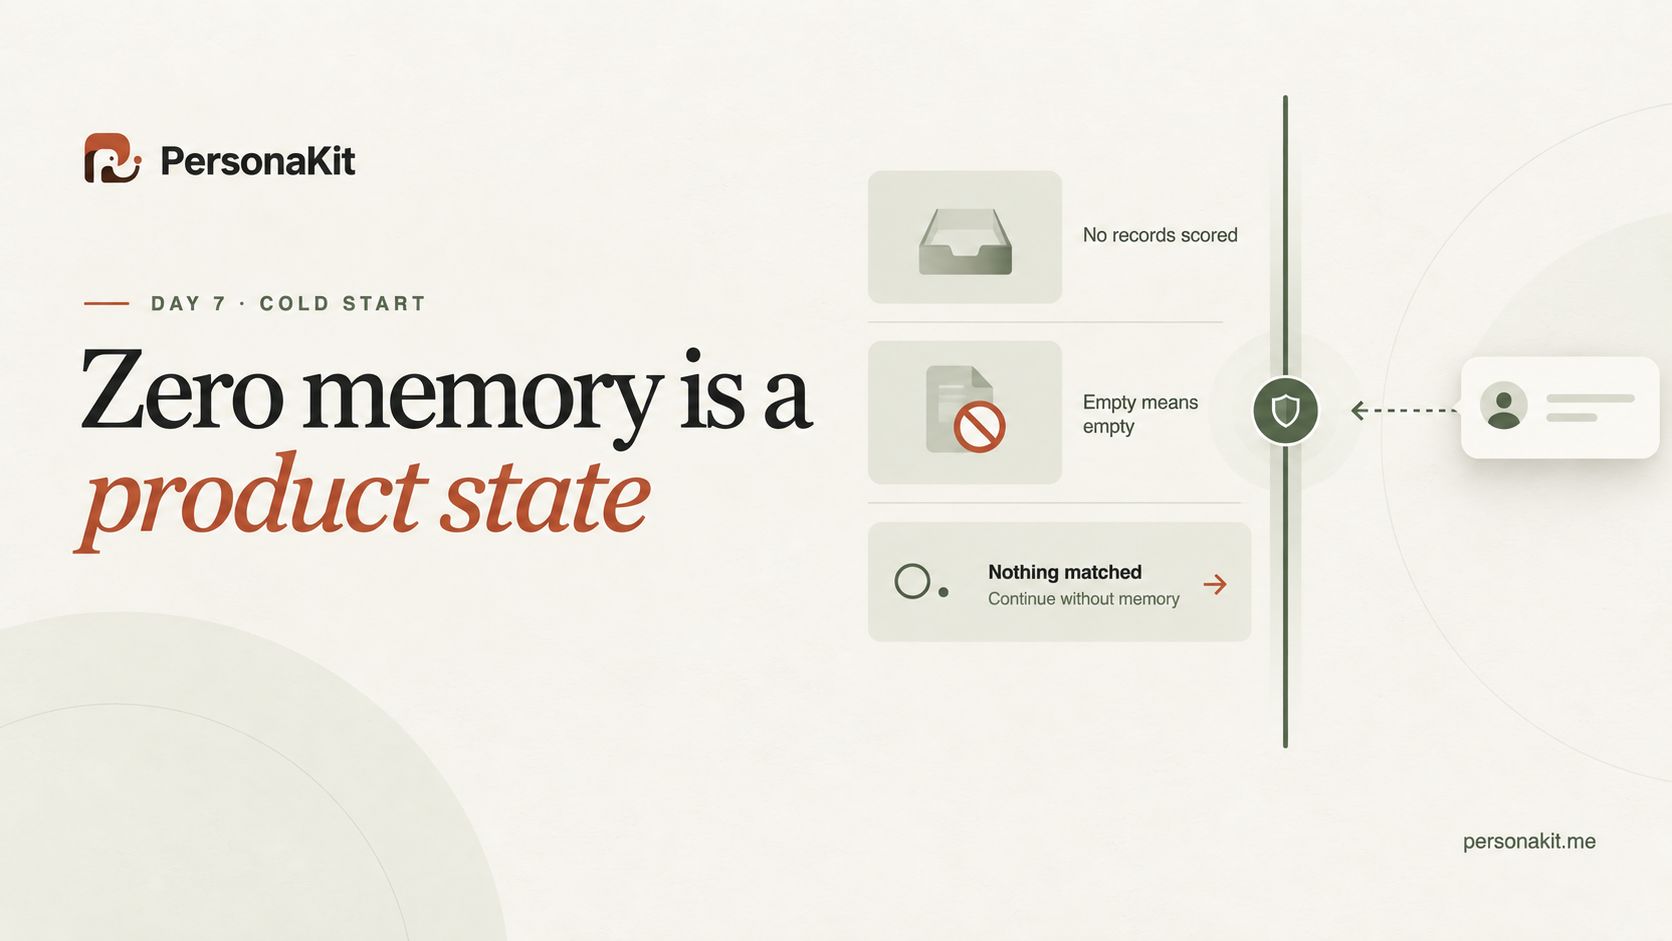 PersonaKit
DAY 7 · COLD START
Zero memory is a
product state
No records scored
Empty means
empty
Nothing matched
Continue without memory
personakit.me